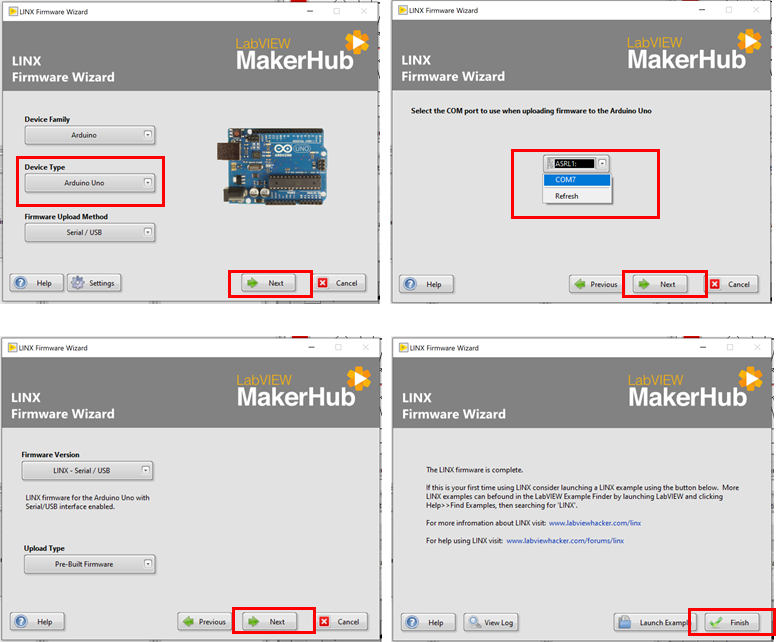 LINX Firmware Wizard
LabVIEW
MakerHub
LINX
Firmware Wizard
Device Family
Arduino
Device Type
Arduino Uno
Firmware Upload Method
Serial / USB
Help
Settings
Next
Cancel
UNO
ARDUINO
LINX Firmware Wizard
LabVIEW
MakerHub
LINX
Firmware Wizard
Select the COM port to use when uploading firmware to the Arduino Uno
ASRL1:
COM7
Refresh
Help
Previous
Next
Cancel
LINX Firmware Wizard
LabVIEW
MakerHub
LINX
Firmware Wizard
Firmware Version
LINX - Serial / USB
LINX firmware for the Arduino Uno with
Serial/USB interface enabled.
Upload Type
Pre-Built Firmware
Help
Previous
Next
Cancel
LINX Firmware Wizard
LabVIEW
MakerHub
LINX
Firmware Wizard
The LINX firmware is complete.
If this is your first time using LINX consider launching a LINX example using the button below. More
LINX examples can befound in the LabVIEW Example Finder by launching LabVIEW and clicking
Help>>Find Examples, then searching for 'LINX'.
For more infromation about LINX visit: www.labviewhacker.com/linx
For help using LINX visit: www.labviewhacker.com/forums/linx
Help
View Log
Launch Example
Finish